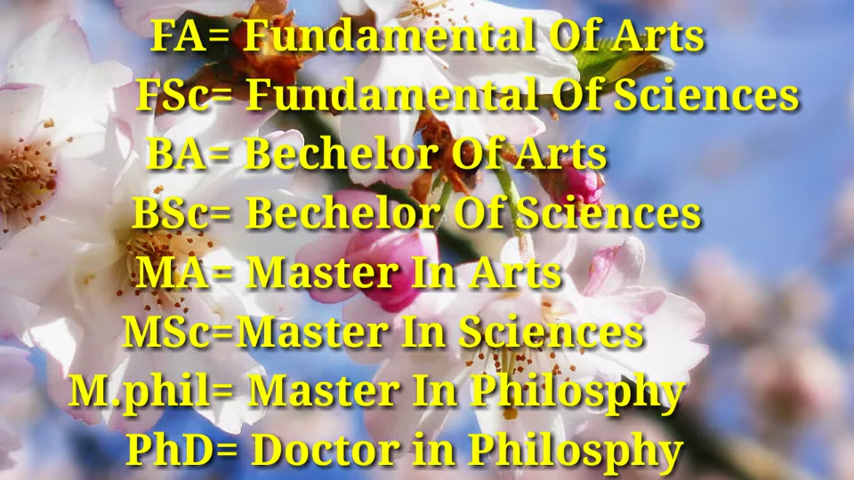 FA= Fundamental Of Arts
FSc= Fundamental Of Sciences
BA= Bechelor Of Arts
BSc= Bechelor Of Sciences
MA= Master In Arts
MSc=Master In Sciences
M.phil= Master In Philosphy
PhD= Doctor in Philosphy